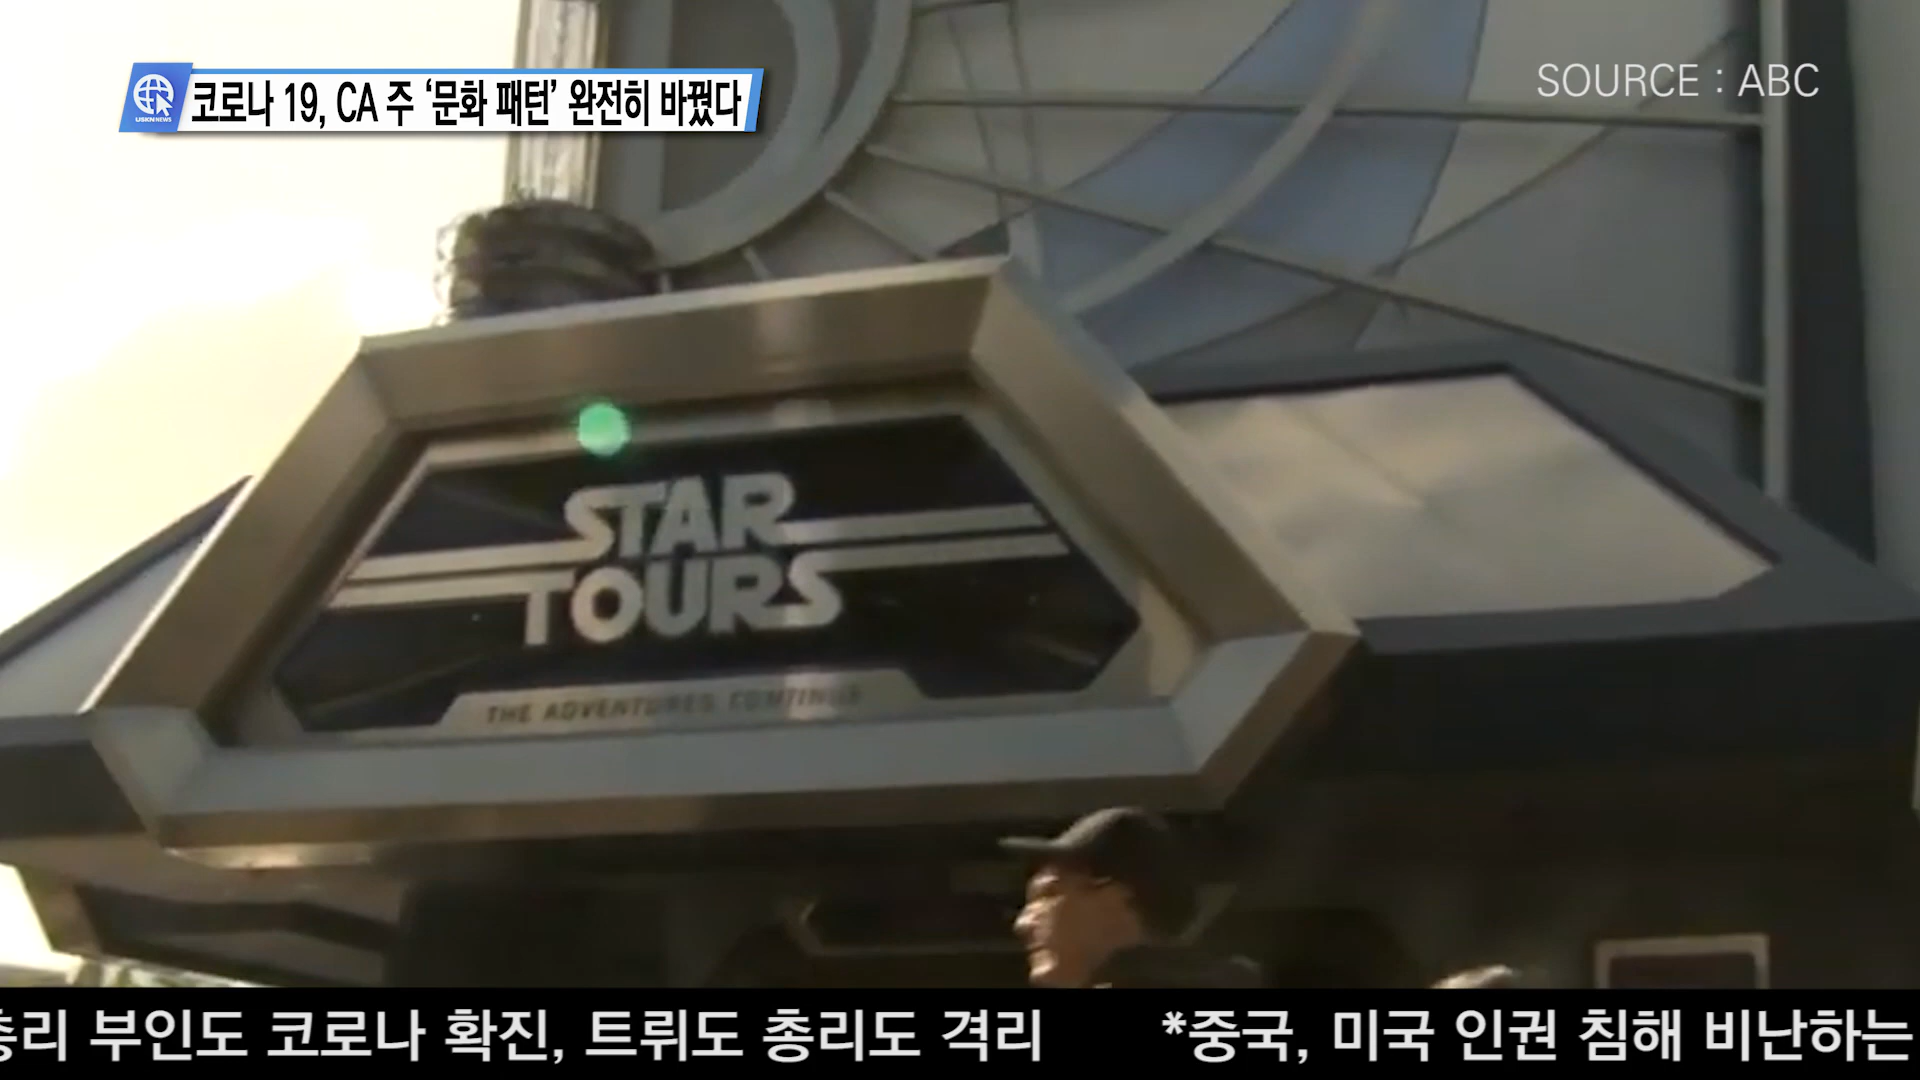 USKN NEWS
코로나 19, CA 주 ‘문화 패턴’ 완전히 바꿨다
SOURCE : ABC
STAR
TOURS
THE ADVENTURES CONTINUE
총리 부인도 코로나 확진, 트뤼도 총리도 격리 *중국, 미국 인권 침해 비난하는